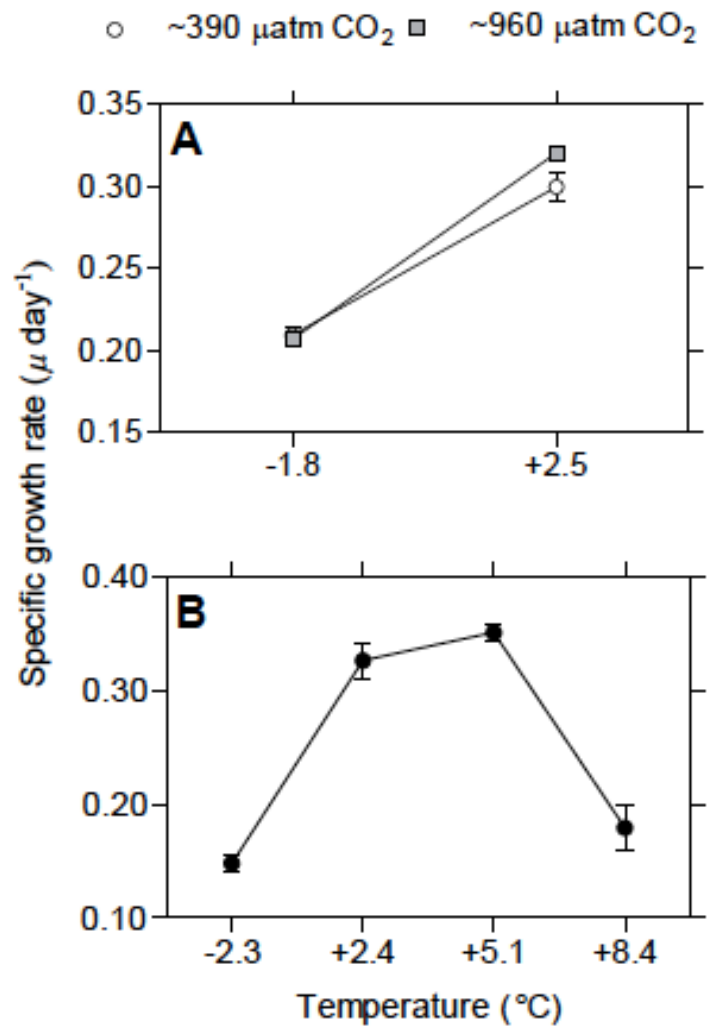 ~390 μatm CO₂ ~960 μatm CO₂
A
0.35
0.30
0.25
0.20
0.15
-1.8 +2.5
Specific growth rate (μ day⁻¹)
B
0.40
0.30
0.20
0.10
-2.3 +2.4 +5.1 +8.4
Temperature (°C)